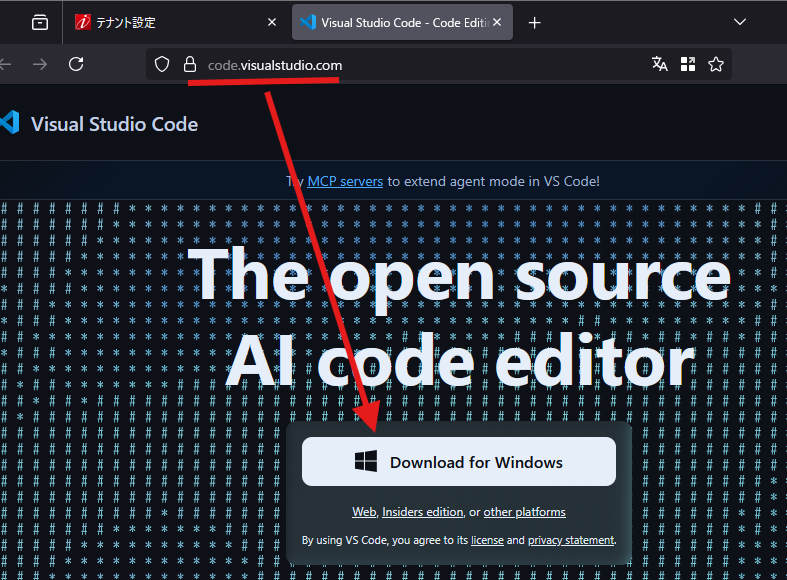 テナント設定
Visual Studio Code - Code Editi
code.visualstudio.com
Visual Studio Code
Try MCP servers to extend agent mode in VS Code!
The open source
AI code editor
Download for Windows
Web, Insiders edition, or other platforms
By using VS Code, you agree to its license and privacy statement.